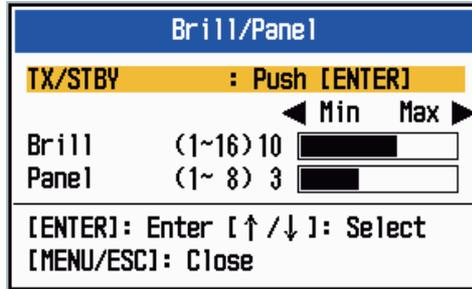 Brill/Panel
TX/STBY : Push [ENTER]
◀ Min Max ▶
Brill (1~16) 10
Panel (1~ 8) 3
[ENTER]: Enter [↑/↓]: Select
[MENU/ESC]: Close